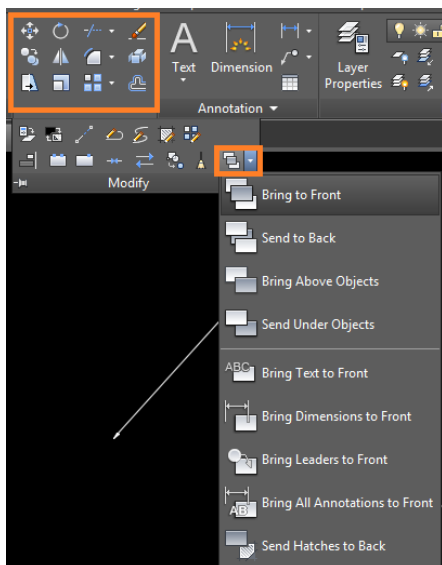 A
Text
Dimension
Layer
Properties
Annotation
Modify
Bring to Front
Send to Back
Bring Above Objects
Send Under Objects
ABC
Bring Text to Front
Bring Dimensions to Front
Bring Leaders to Front
AB
Bring All Annotations to Front
Send Hatches to Back